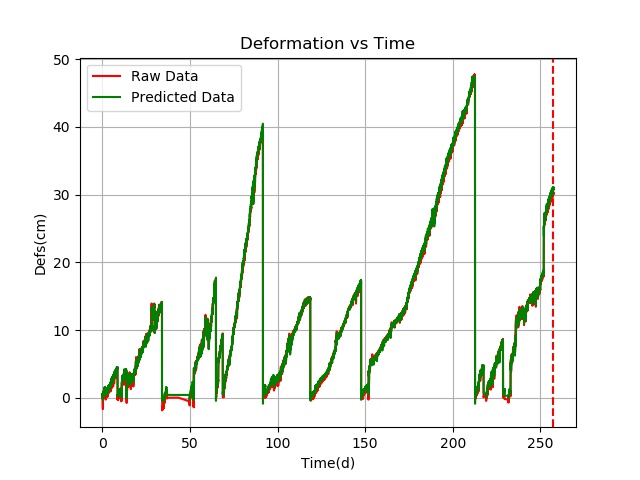 Deformation vs Time
50
40
30
20
10
0
Defs(cm)
Raw Data
Predicted Data
0 50 100 150 200 250
Time(d)